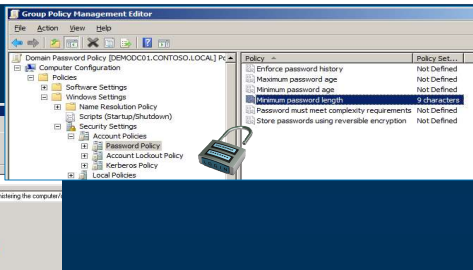 Group Policy Management Editor
File Action View Help
Domain Password Policy [DEMODC01.CONTOSO.LOCAL] Pc
Computer Configuration
Policies
Software Settings
Windows Settings
Name Resolution Policy
Scripts (Startup/Shutdown)
Security Settings
Account Policies
Password Policy
Account Lockout Policy
Kerberos Policy
Local Policies
Policy Policy Set...
Enforce password history Not Defined
Maximum password age Not Defined
Minimum password age Not Defined
Minimum password length 9 characters
Password must meet complexity requirements Not Defined
Store passwords using reversible encryption Not Defined
istering the computer/